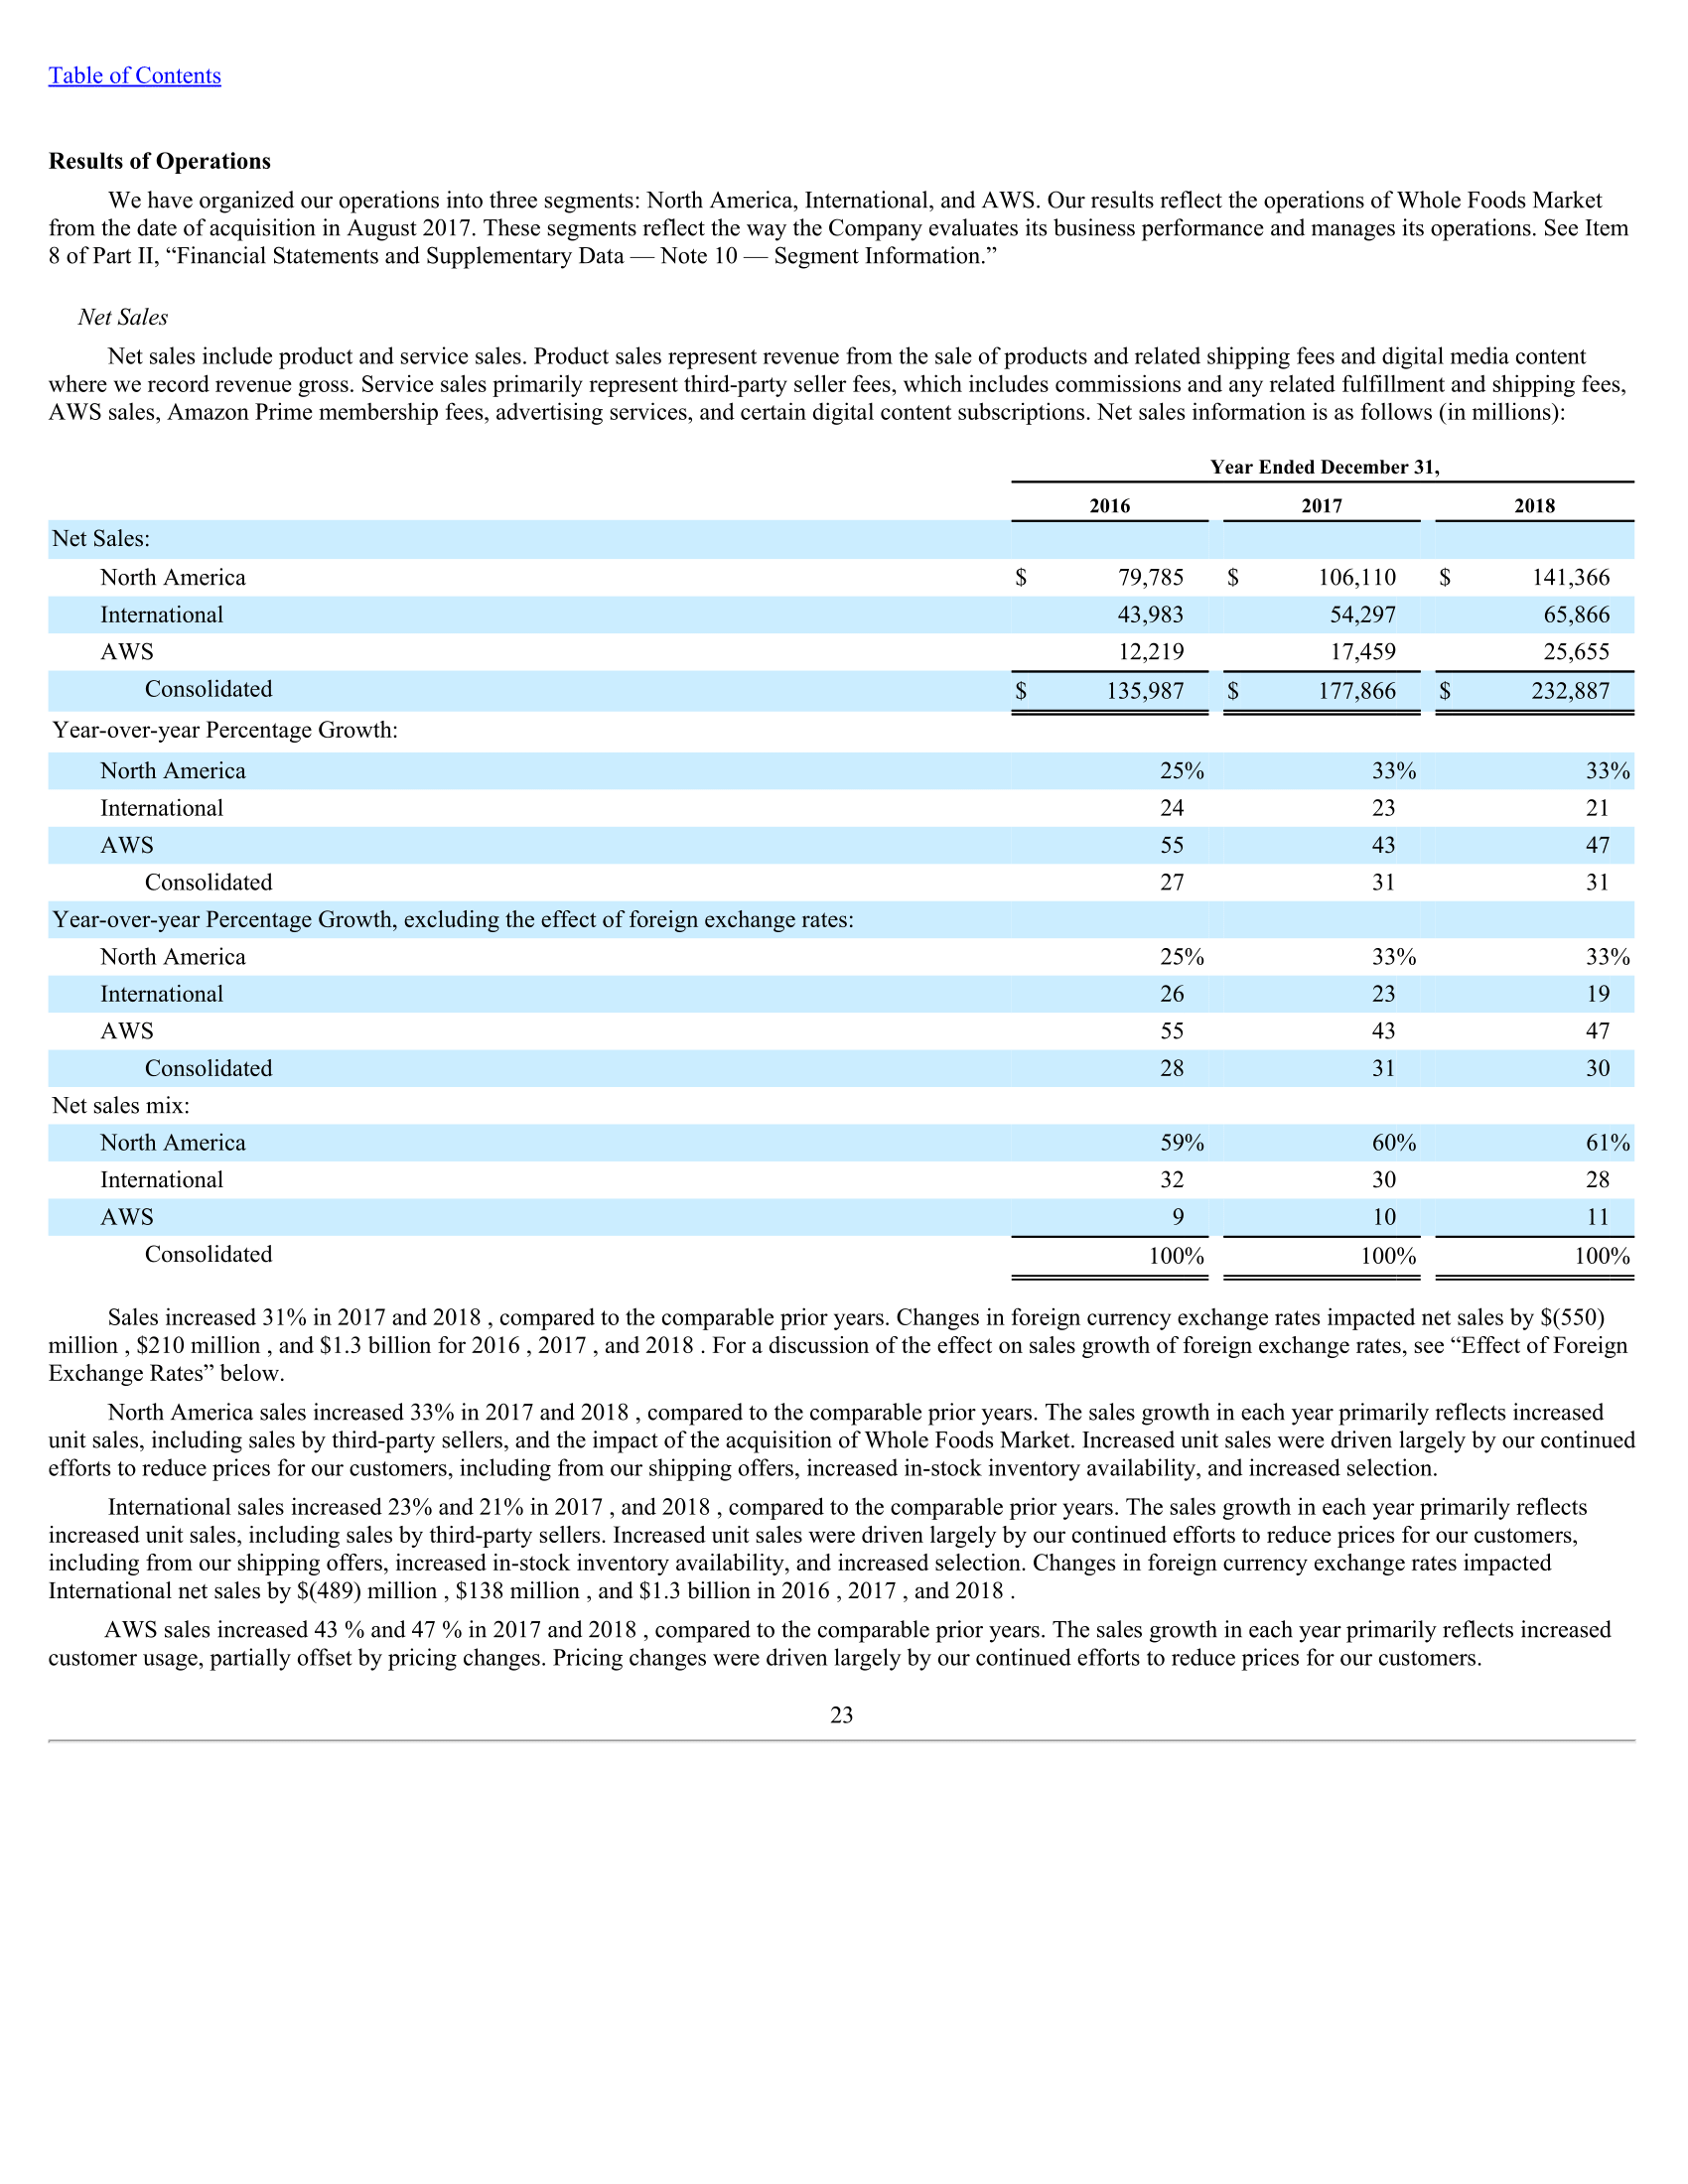 Table of Contents
Results of Operations
We have organized our operations into three segments: North America, International, and AWS. Our results reflect the operations of Whole Foods Market
from the date of acquisition in August 2017. These segments reflect the way the Company evaluates its business performance and manages its operations. See Item
8 of Part II, “Financial Statements and Supplementary Data — Note 10 — Segment Information.”
Net Sales
Net sales include product and service sales. Product sales represent revenue from the sale of products and related shipping fees and digital media content
where we record revenue gross. Service sales primarily represent third-party seller fees, which includes commissions and any related fulfillment and shipping fees,
AWS sales, Amazon Prime membership fees, advertising services, and certain digital content subscriptions. Net sales information is as follows (in millions):
Year Ended December 31,
2016 2017 2018
Net Sales:
North America $ 79,785 $ 106,110 $ 141,366
International 43,983 54,297 65,866
AWS 12,219 17,459 25,655
Consolidated $ 135,987 $ 177,866 $ 232,887
Year-over-year Percentage Growth:
North America 25% 33% 33%
International 24 23 21
AWS 55 43 47
Consolidated 27 31 31
Year-over-year Percentage Growth, excluding the effect of foreign exchange rates:
North America 25% 33% 33%
International 26 23 19
AWS 55 43 47
Consolidated 28 31 30
Net sales mix:
North America 59% 60% 61%
International 32 30 28
AWS 9 10 11
Consolidated 100% 100% 100%
Sales increased 31% in 2017 and 2018 , compared to the comparable prior years. Changes in foreign currency exchange rates impacted net sales by $(550)
million , $210 million , and $1.3 billion for 2016 , 2017 , and 2018 . For a discussion of the effect on sales growth of foreign exchange rates, see “Effect of Foreign
Exchange Rates” below.
North America sales increased 33% in 2017 and 2018 , compared to the comparable prior years. The sales growth in each year primarily reflects increased
unit sales, including sales by third-party sellers, and the impact of the acquisition of Whole Foods Market. Increased unit sales were driven largely by our continued
efforts to reduce prices for our customers, including from our shipping offers, increased in-stock inventory availability, and increased selection.
International sales increased 23% and 21% in 2017 , and 2018 , compared to the comparable prior years. The sales growth in each year primarily reflects
increased unit sales, including sales by third-party sellers. Increased unit sales were driven largely by our continued efforts to reduce prices for our customers,
including from our shipping offers, increased in-stock inventory availability, and increased selection. Changes in foreign currency exchange rates impacted
International net sales by $(489) million , $138 million , and $1.3 billion in 2016 , 2017 , and 2018 .
AWS sales increased 43 % and 47 % in 2017 and 2018 , compared to the comparable prior years. The sales growth in each year primarily reflects increased
customer usage, partially offset by pricing changes. Pricing changes were driven largely by our continued efforts to reduce prices for our customers.
23